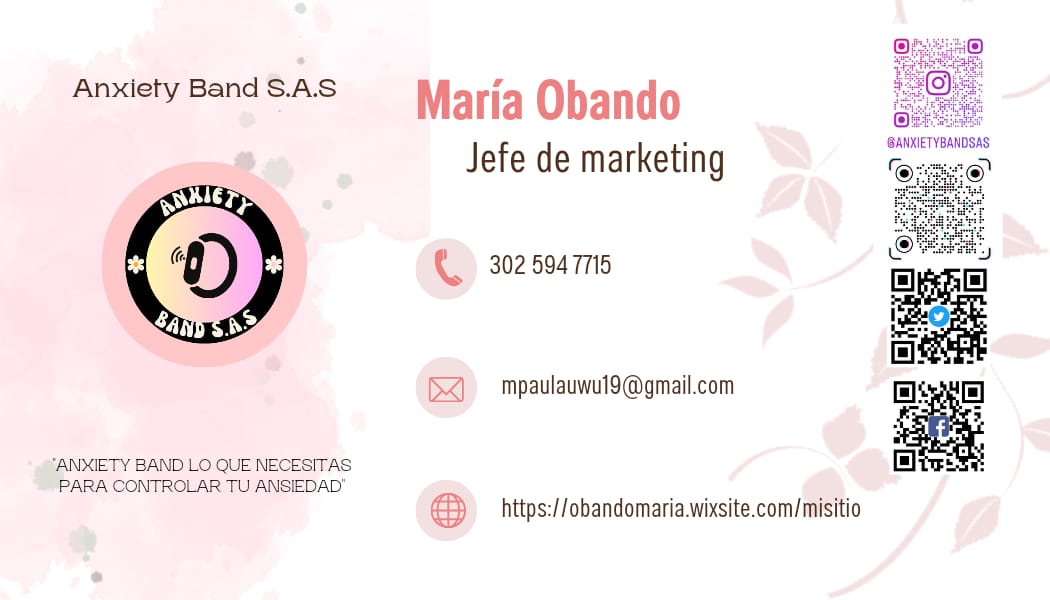 Anxiety Band S.A.S
ANXIETY
BAND S.A.S
"ANXIETY BAND LO QUE NECESITAS
PARA CONTROLAR TU ANSIEDAD"
María Obando
Jefe de marketing
302 594 7715
mpaulauwu19@gmail.com
https://obandomaria.wixsite.com/misitio
@ANXIETYBANDSAS